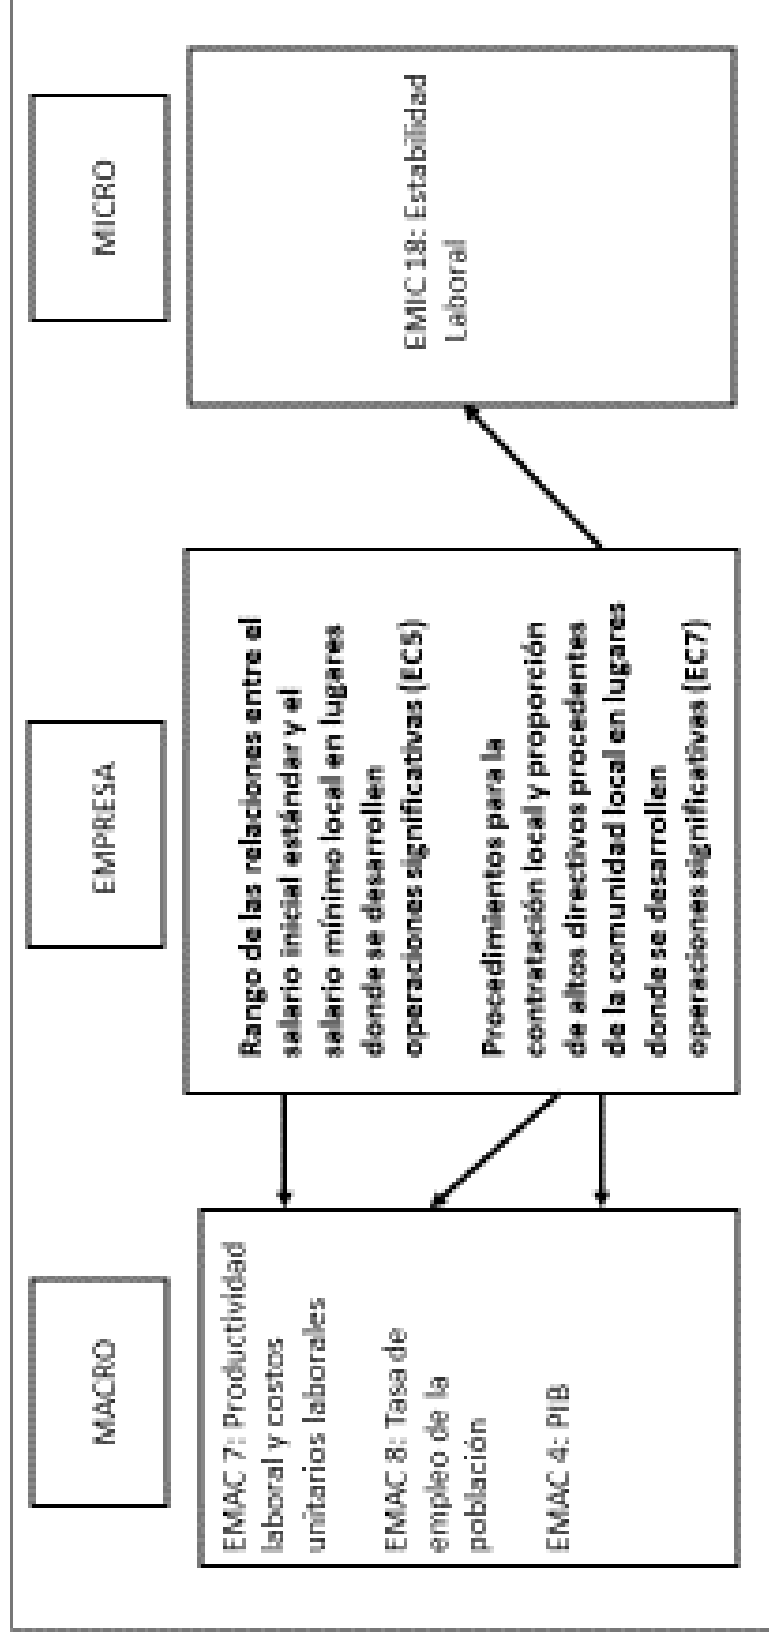 MACRO
EMPRESA
MICRO
EMAC 7: Productividad
laboral y costos
unitarios laborales
EMAC 8: Tasa de
empleo de la
población
EMAC 4: PIB
Rango de las relaciones entre el
salario inicial estándar y el
salario mínimo local en lugares
donde se desarrollen
operaciones significativas (EC5)
Procedimientos para la
contratación local y proporción
de altos directivos procedentes
de la comunidad local en lugares
donde se desarrollen
operaciones significativas (EC7)
EMIC 18: Estabilidad
Laboral